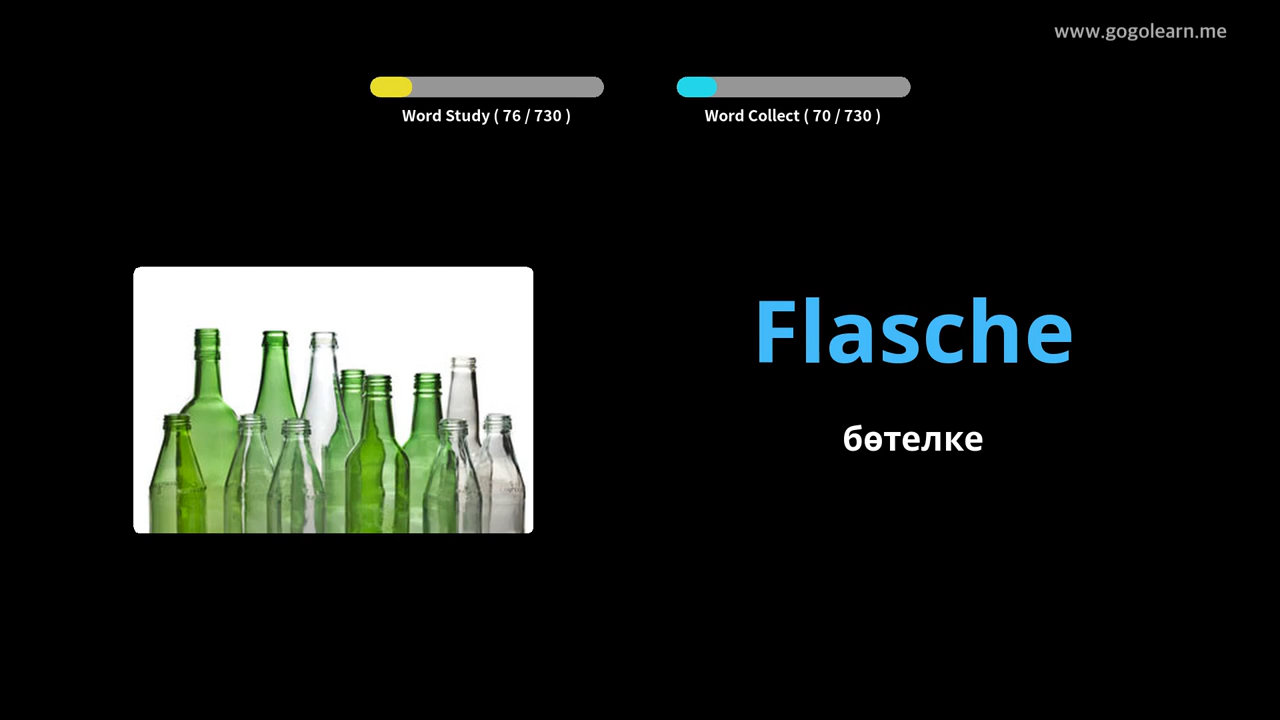 www.gogolearn.me
Word Study ( 76 / 730 )
Word Collect ( 70 / 730 )
Flasche
бөтелке